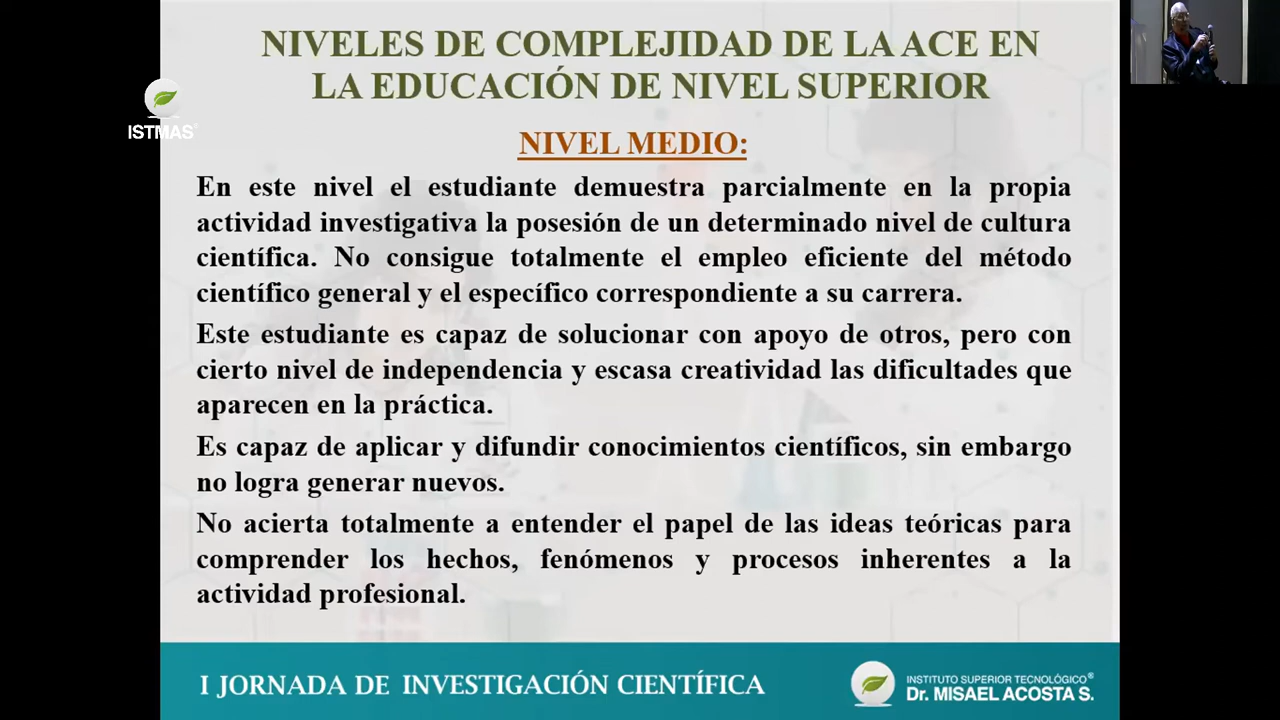 NIVELES DE COMPLEJIDAD DE LA ACE EN
LA EDUCACIÓN DE NIVEL SUPERIOR
ISTMAS®
NIVEL MEDIO:
En este nivel el estudiante demuestra parcialmente en la propia
actividad investigativa la posesión de un determinado nivel de cultura
científica. No consigue totalmente el empleo eficiente del método
científico general y el específico correspondiente a su carrera.
Este estudiante es capaz de solucionar con apoyo de otros, pero con
cierto nivel de independencia y escasa creatividad las dificultades que
aparecen en la práctica.
Es capaz de aplicar y difundir conocimientos científicos, sin embargo
no logra generar nuevos.
No acierta totalmente a entender el papel de las ideas teóricas para
comprender los hechos, fenómenos y procesos inherentes a la
actividad profesional.
I JORNADA DE INVESTIGACIÓN CIENTÍFICA
INSTITUTO SUPERIOR TECNOLÓGICO®
Dr. MISAEL ACOSTA S.